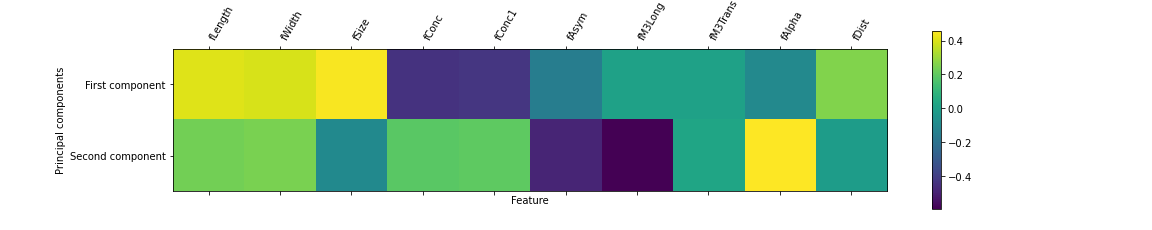 fLength
fWidth
fSize
fConc
fConc1
fAsym
fM3Long
fM3Trans
fAlpha
fDist
Principal components
First component
Second component
Feature
0.4
0.2
0.0
−0.2
−0.4